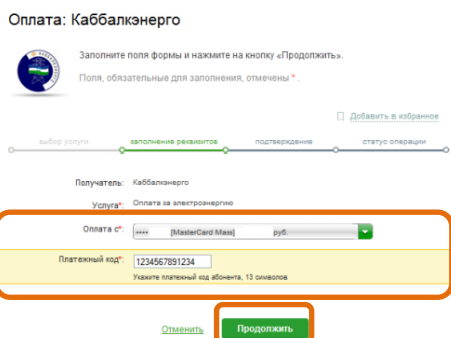 Оплата: Каббалкэнерго
Заполните поля формы и нажмите на кнопку «Продолжить».
Поля, обязательные для заполнения, отмечены * .
Добавить в избранное
выбор услуги заполнение реквизитов подтверждение статус операции
Получатель: Каббалкэнерго
Услуга*: Оплата за электроэнергию
Оплата с*: •••• [MasterCard Mass] руб.
Платежный код*: 1234567891234
Укажите платежный код абонента, 13 символов
Отменить Продолжить